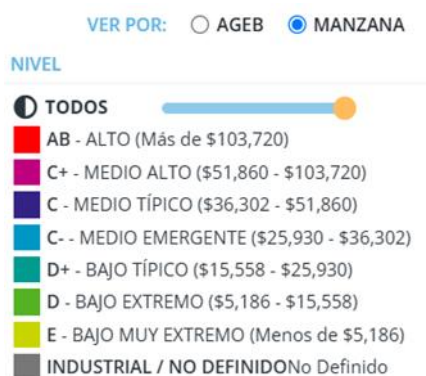 VER POR: AGEB MANZANA
NIVEL
TODOS
AB - ALTO (Más de $103,720)
C+ - MEDIO ALTO ($51,860 - $103,720)
C - MEDIO TÍPICO ($36,302 - $51,860)
C- - MEDIO EMERGENTE ($25,930 - $36,302)
D+ - BAJO TÍPICO ($15,558 - $25,930)
D - BAJO EXTREMO ($5,186 - $15,558)
E - BAJO MUY EXTREMO (Menos de $5,186)
INDUSTRIAL / NO DEFINIDONo Definido